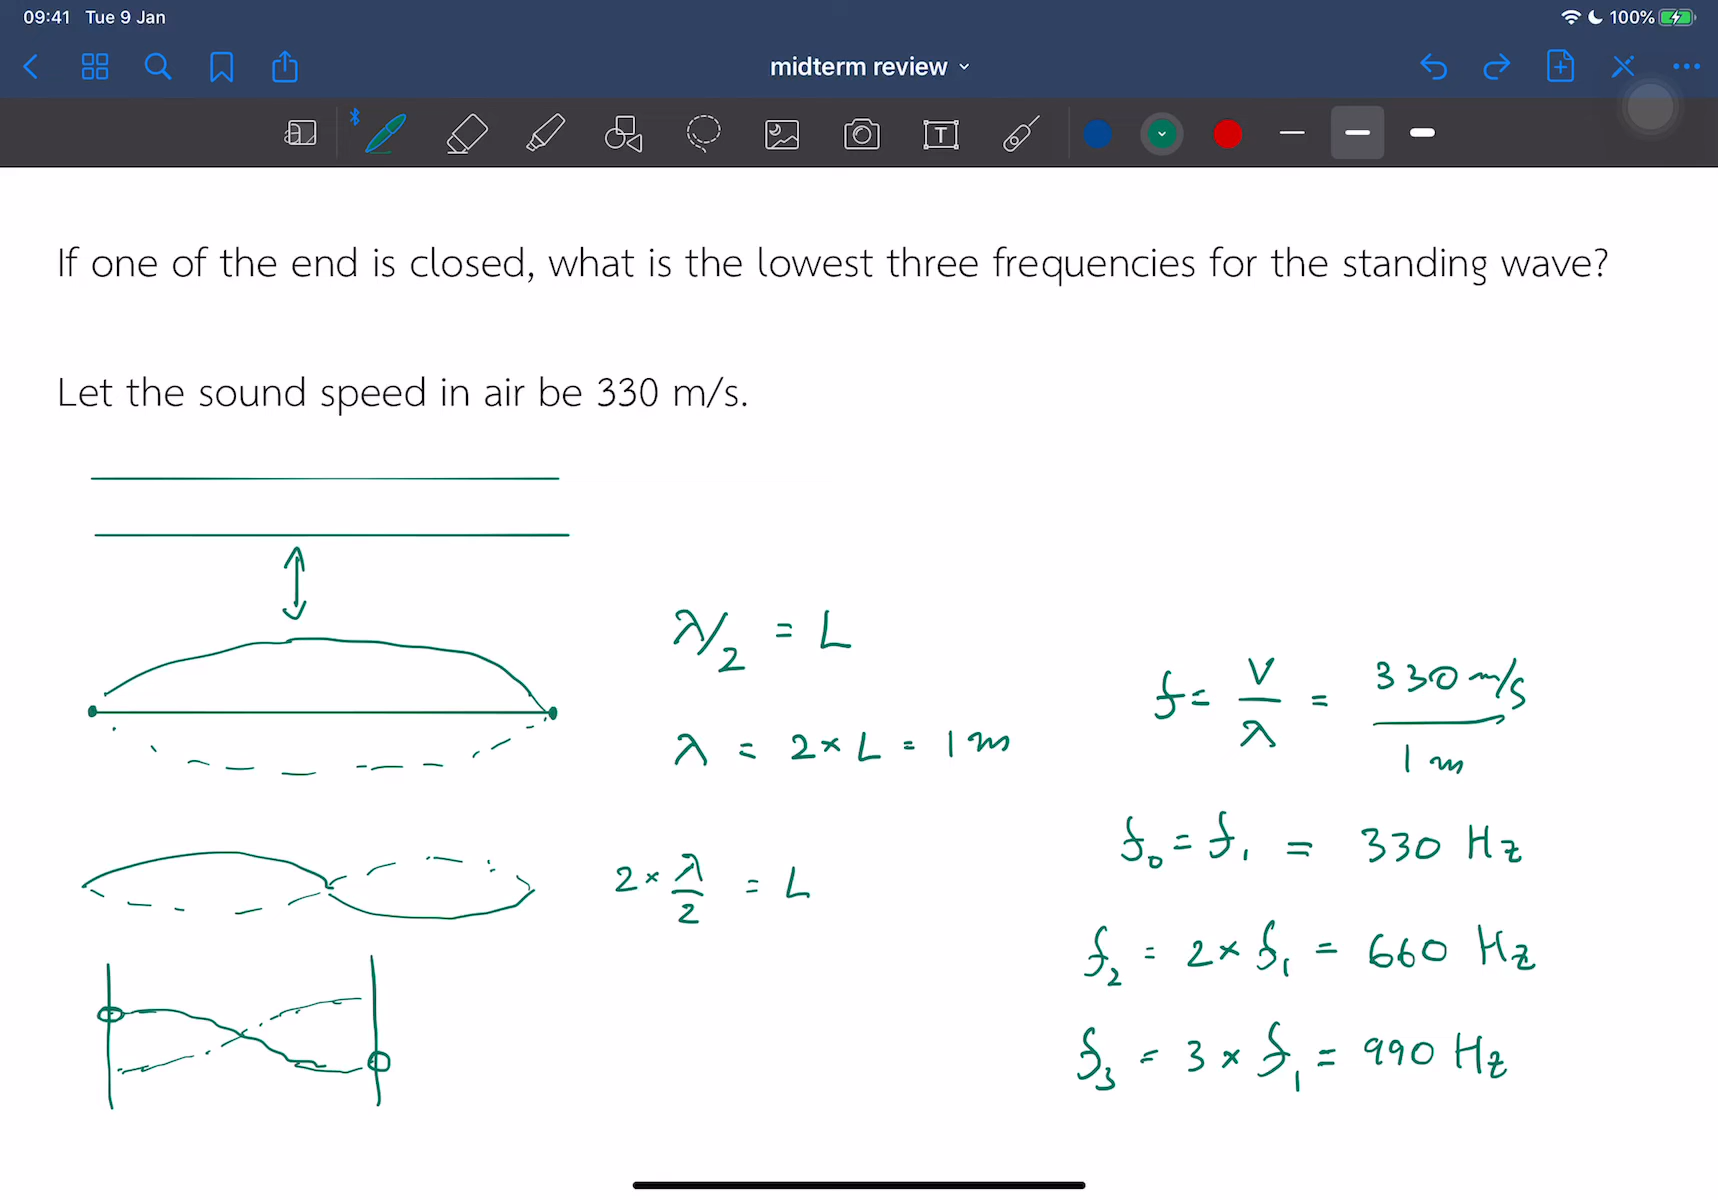 09:41 Tue 9 Jan 100%
midterm review
T
If one of the end is closed, what is the lowest three frequencies for the standing wave?
Let the sound speed in air be 330 m/s.
λ/2 = L
λ = 2 × L = 1 m
2 × λ/2 = L
f = V/λ = 330 m/s / 1 m
f₀ = f₁ = 330 Hz
f₂ = 2 × f₁ = 660 Hz
f₃ = 3 × f₁ = 990 Hz